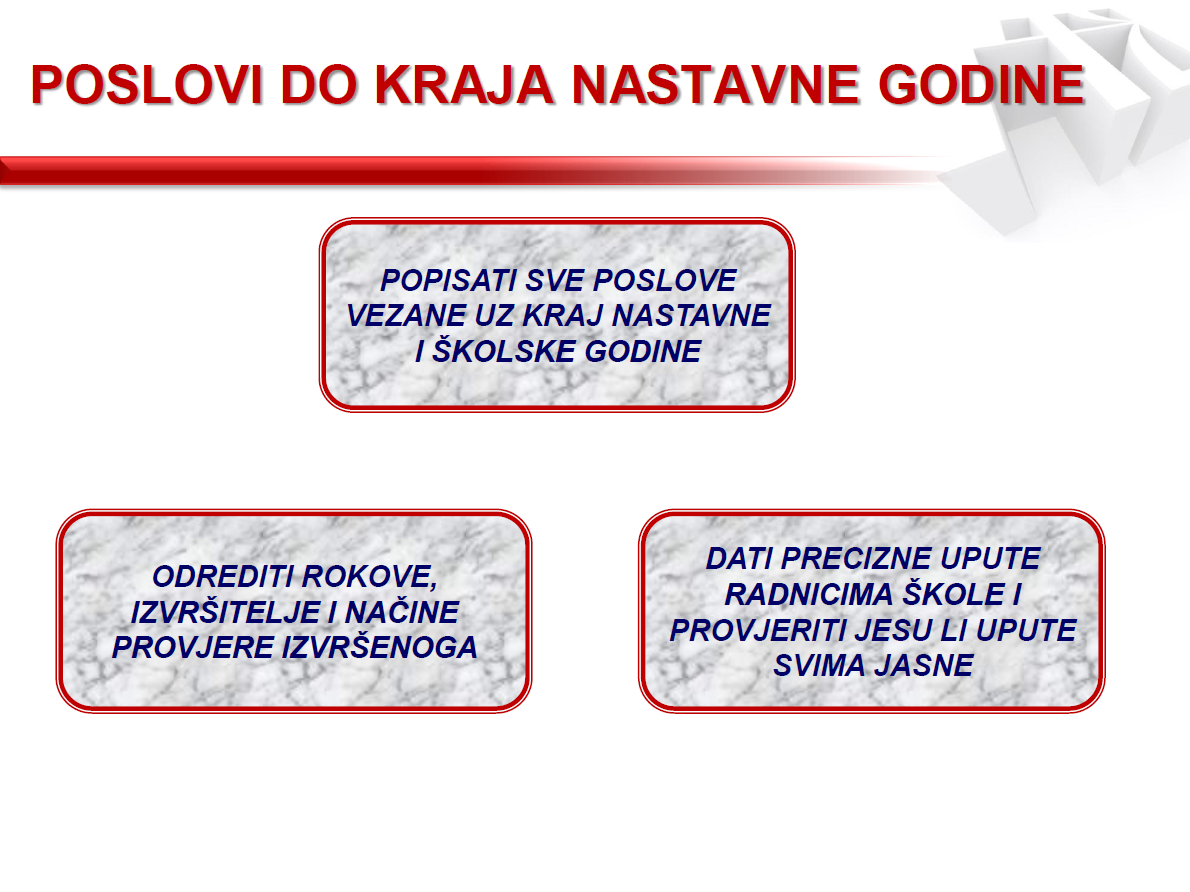 POSLOVI DO KRAJA NASTAVNE GODINE
POPISATI SVE POSLOVE
VEZANE UZ KRAJ NASTAVNE
I ŠKOLSKE GODINE
ODREDITI ROKOVE,
IZVRŠITELJE I NAČINE
PROVJERE IZVRŠENOGA
DATI PRECIZNE UPUTE
RADNICIMA ŠKOLE I
PROVJERITI JESU LI UPUTE
SVIMA JASNE